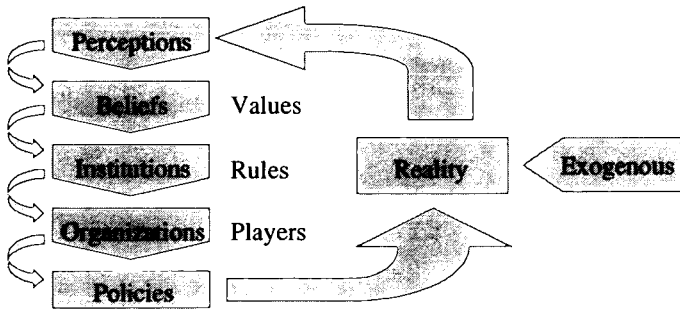 Perceptions
Beliefs Values
Institutions Rules
Reality
Exogenous
Organizations Players
Policies